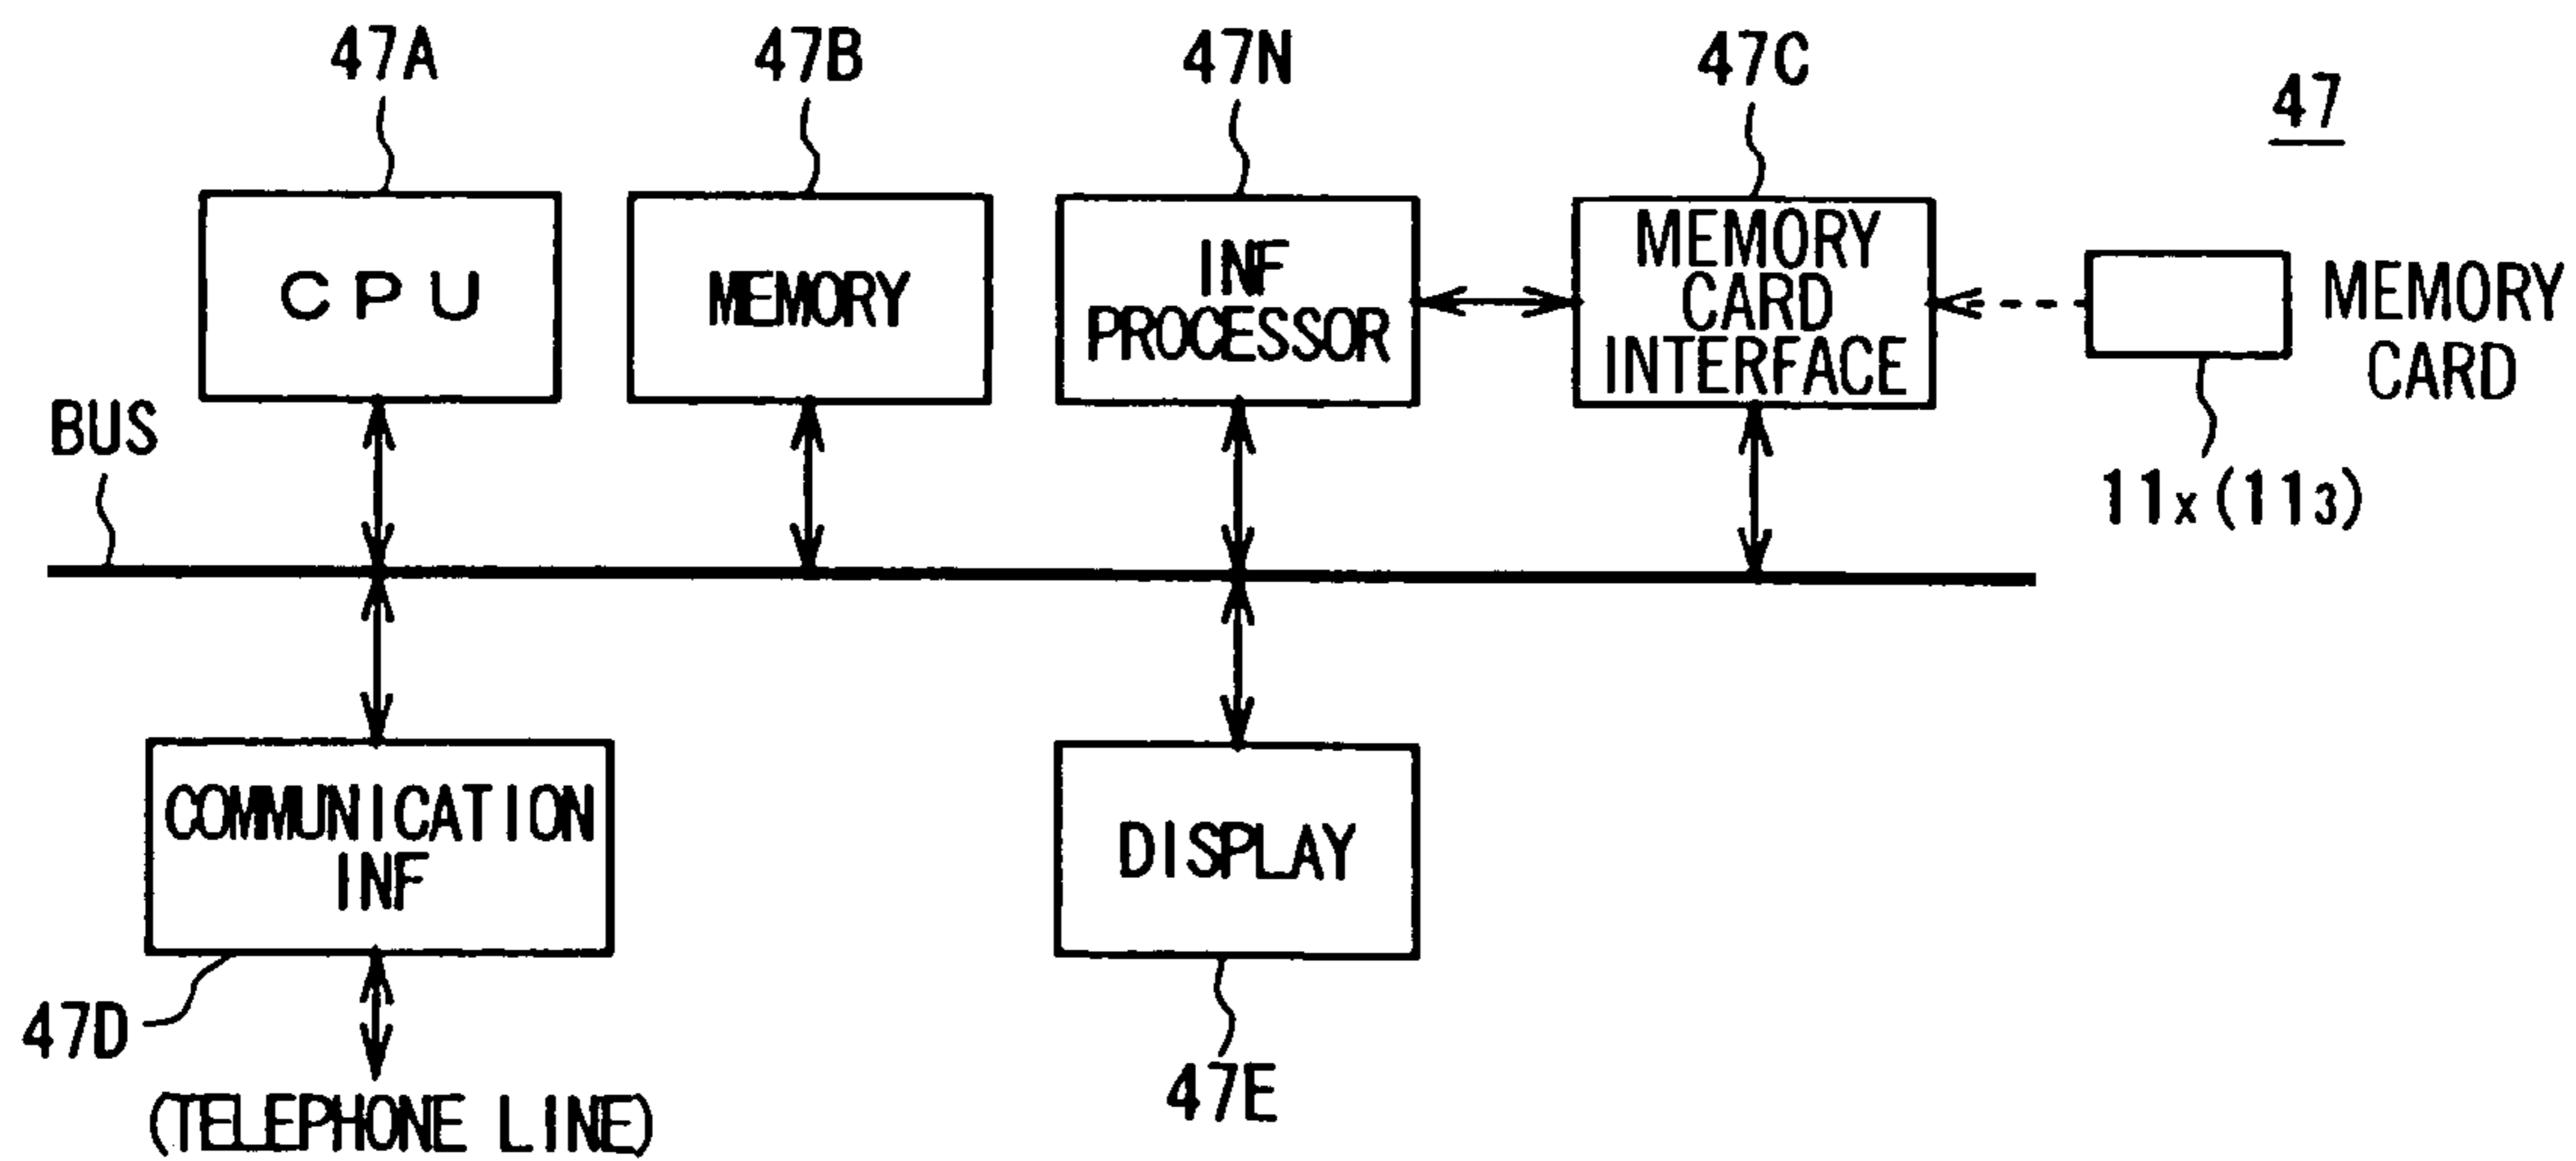 47A
47B
47N
47C
47
CPU
MEMORY
INF
PROCESSOR
MEMORY
CARD
INTERFACE
MEMORY
CARD
BUS
11x (113)
COMMUNICATION
INF
DISPLAY
47D
47E
(TELEPHONE LINE)